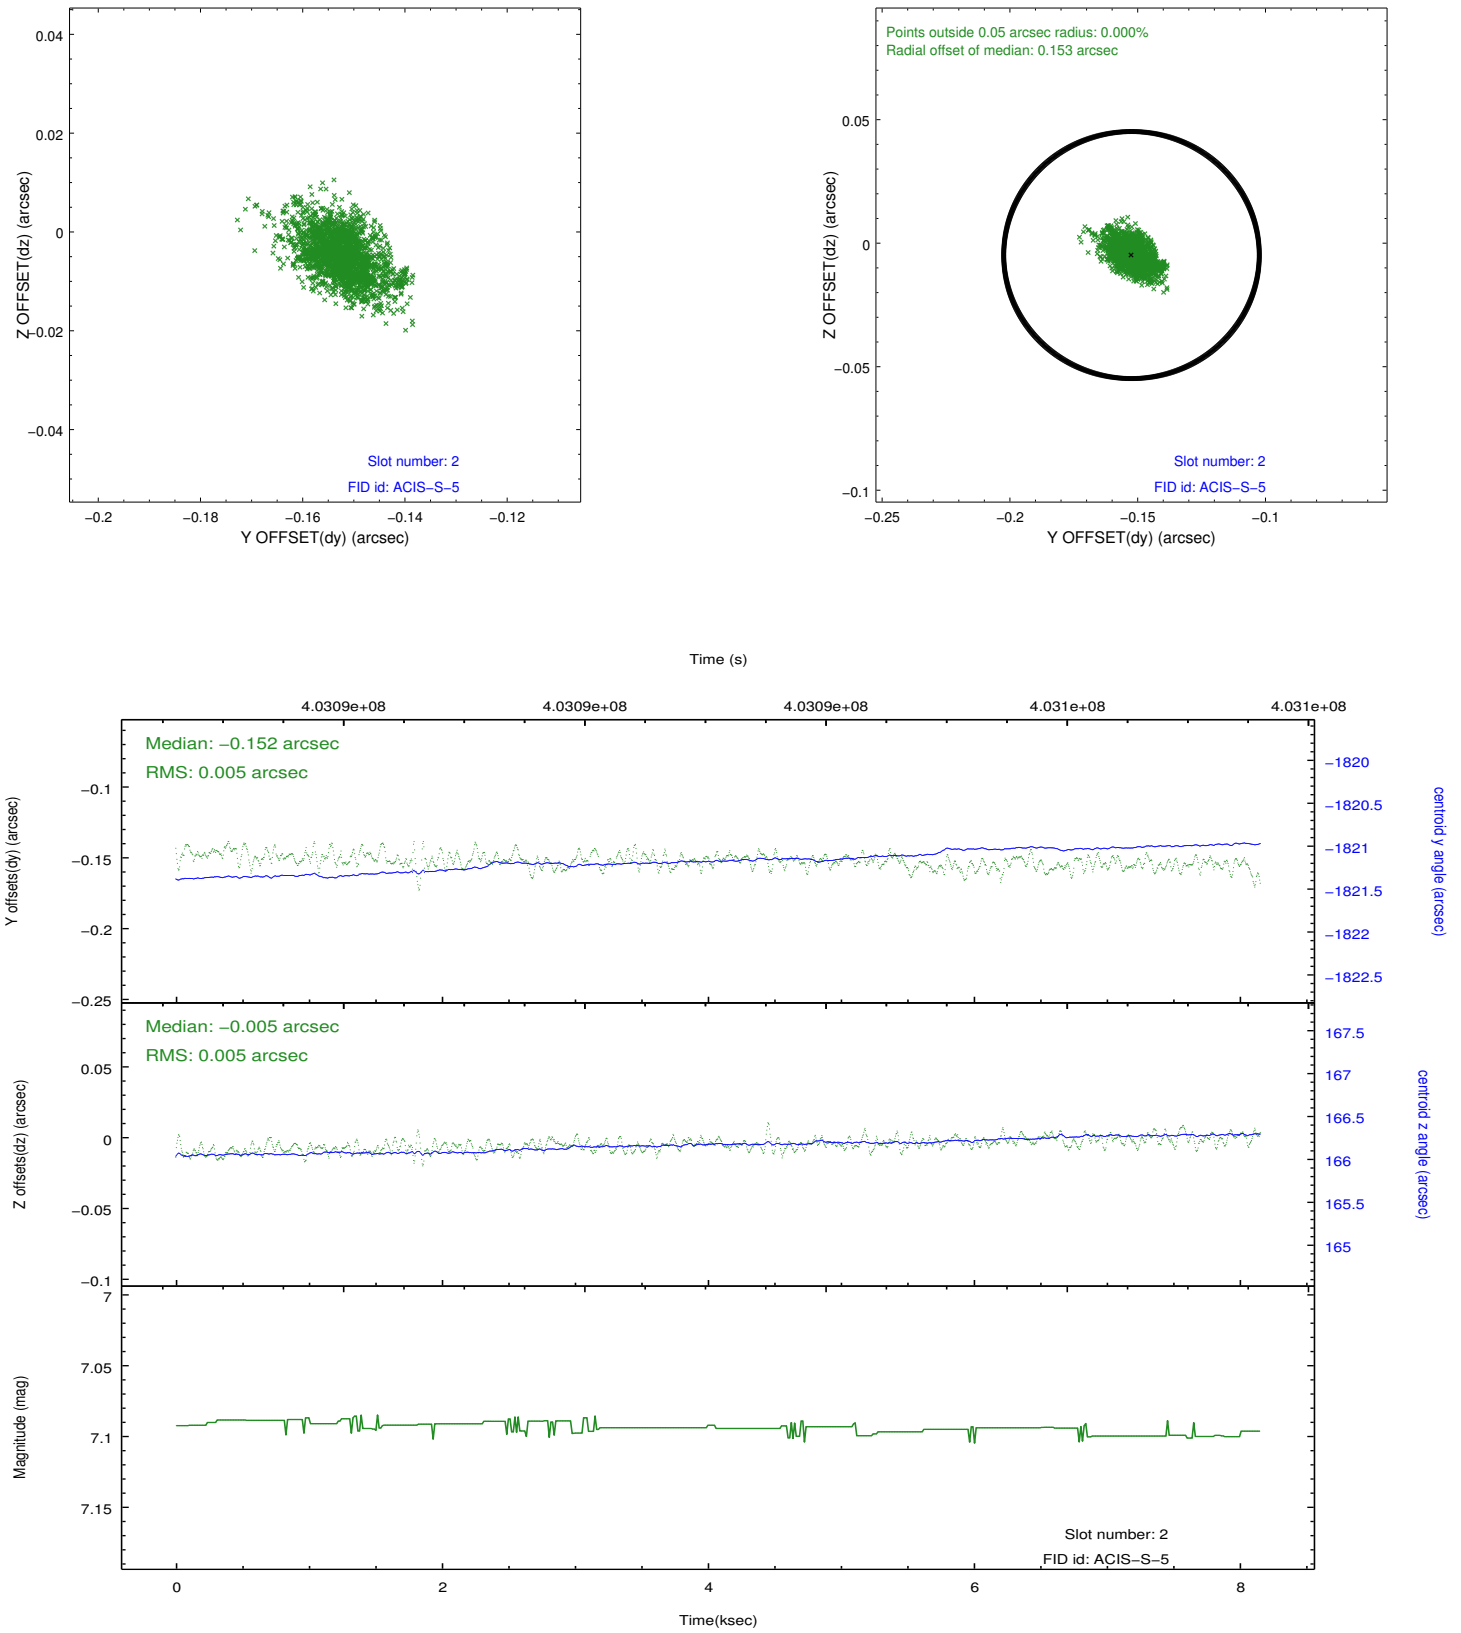 0.04
0.02
0
−0.02
−0.04
Z OFFSET(dz) (arcsec)
Slot number: 2
FID id: ACIS−S−5
−0.2
−0.18
−0.16
−0.14
−0.12
Y OFFSET(dy) (arcsec)
Points outside 0.05 arcsec radius: 0.000%
Radial offset of median: 0.153 arcsec
0.05
0
−0.05
−0.1
Z OFFSET(dz) (arcsec)
Slot number: 2
FID id: ACIS−S−5
−0.25
−0.2
−0.15
−0.1
Y OFFSET(dy) (arcsec)
Time (s)
4.0309e+08
4.0309e+08
4.0309e+08
4.031e+08
4.031e+08
Median: −0.152 arcsec
RMS: 0.005 arcsec
−0.1
−0.15
−0.2
−0.25
Y offsets(dy) (arcsec)
−1820
−1820.5
−1821
−1821.5
−1822
−1822.5
centroid y angle (arcsec)
Median: −0.005 arcsec
RMS: 0.005 arcsec
0.05
0
−0.05
−0.1
Z offsets(dz) (arcsec)
167.5
167
166.5
166
165.5
165
centroid z angle (arcsec)
7
7.05
7.1
7.15
Magnitude (mag)
Slot number: 2
FID id: ACIS−S−5
0
2
4
6
8
Time(ksec)